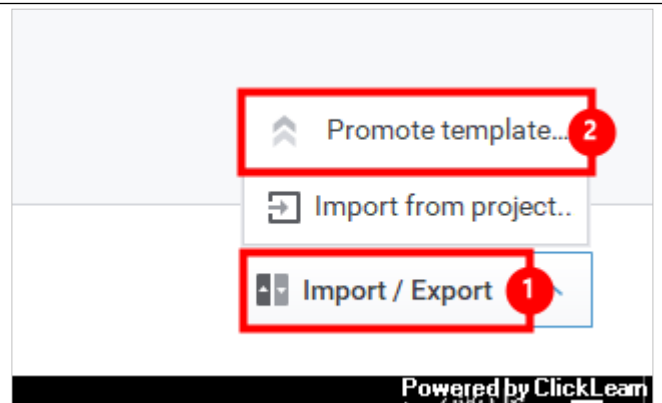 Promote template...
2
Import from project..
Import / Export
1
Powered by ClickLearn